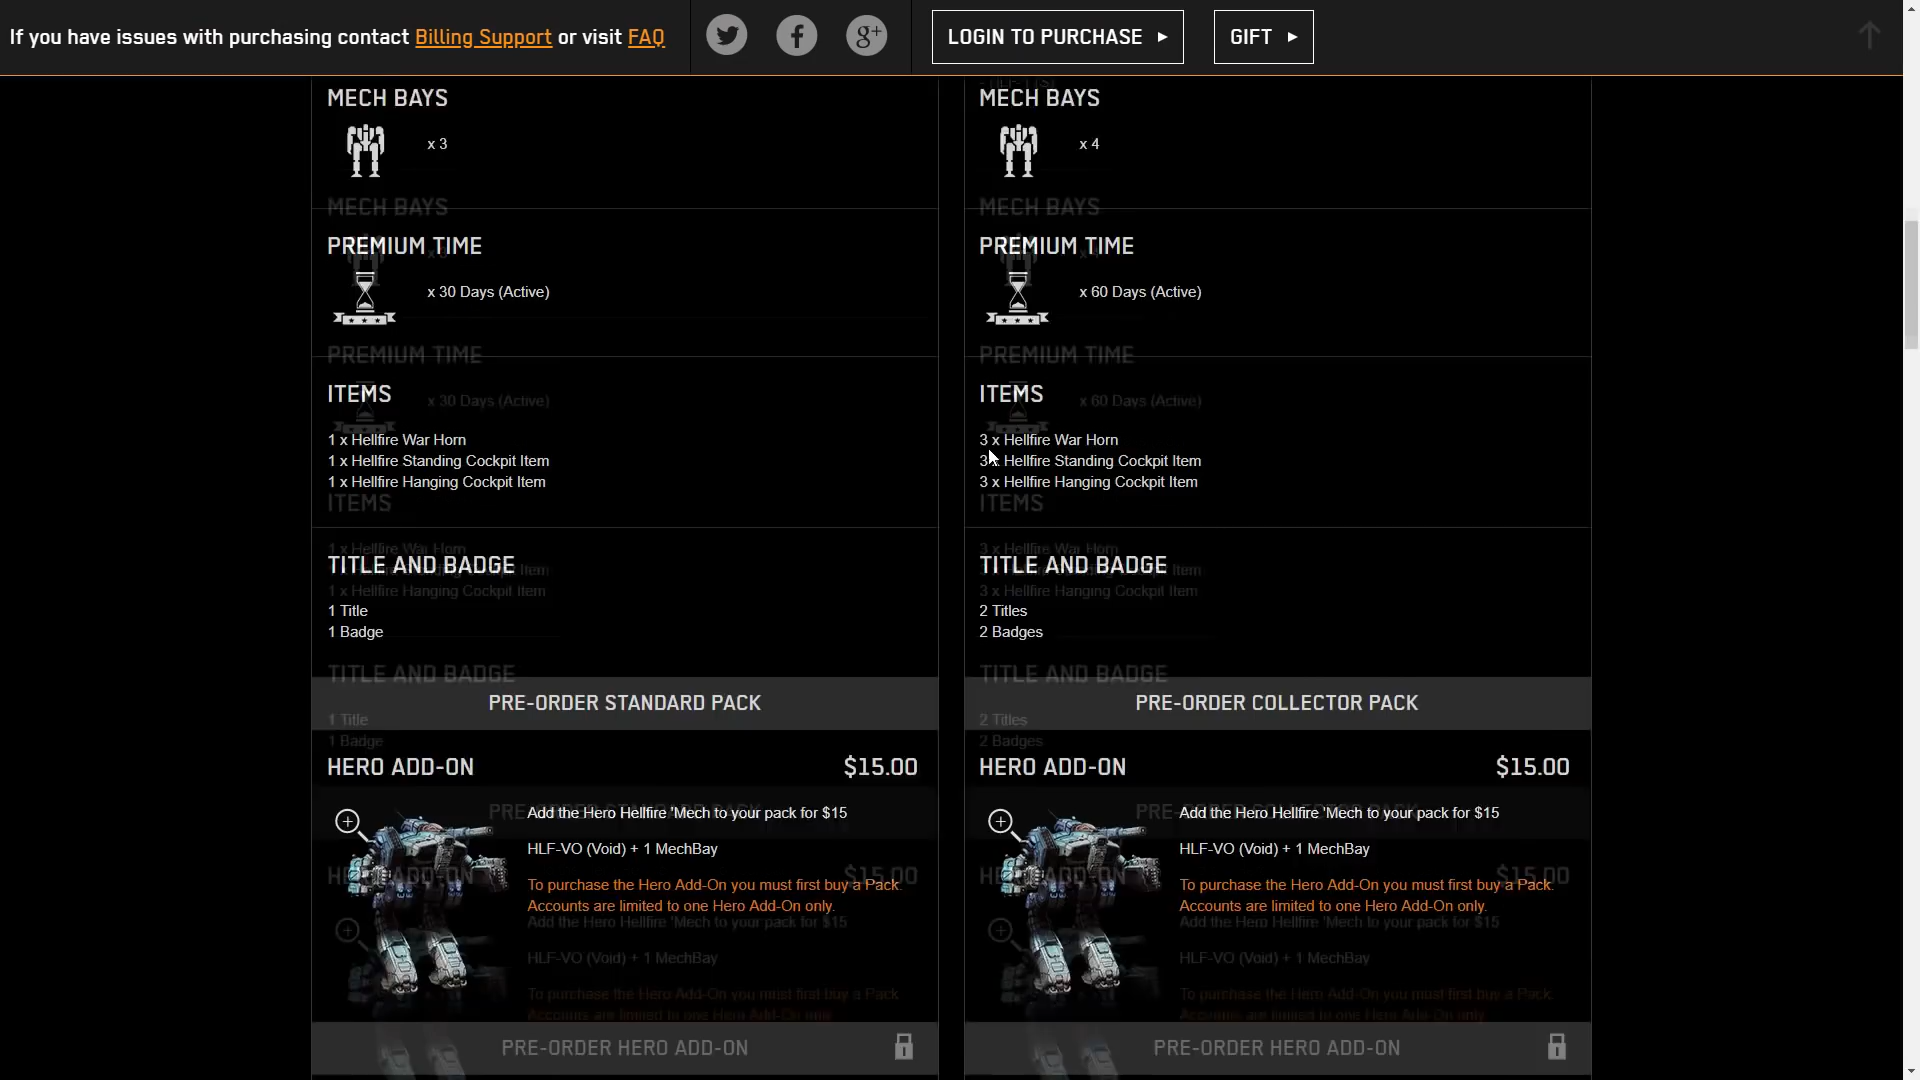 If you have issues with purchasing contact Billing Support or visit FAQ
LOGIN TO PURCHASE ▶
GIFT ▶
MECH BAYS
x 3
PREMIUM TIME
x 30 Days (Active)
ITEMS
1 x Hellfire War Horn
1 x Hellfire Standing Cockpit Item
1 x Hellfire Hanging Cockpit Item
TITLE AND BADGE
1 Title
1 Badge
PRE-ORDER STANDARD PACK
HERO ADD-ON $15.00
Add the Hero Hellfire 'Mech to your pack for $15
HLF-VO (Void) + 1 MechBay
To purchase the Hero Add-On you must first buy a Pack.
Accounts are limited to one Hero Add-On only.
PRE-ORDER HERO ADD-ON
MECH BAYS
x 4
PREMIUM TIME
x 60 Days (Active)
ITEMS
3 x Hellfire War Horn
3 x Hellfire Standing Cockpit Item
3 x Hellfire Hanging Cockpit Item
TITLE AND BADGE
2 Titles
2 Badges
PRE-ORDER COLLECTOR PACK
HERO ADD-ON $15.00
Add the Hero Hellfire 'Mech to your pack for $15
HLF-VO (Void) + 1 MechBay
To purchase the Hero Add-On you must first buy a Pack.
Accounts are limited to one Hero Add-On only.
PRE-ORDER HERO ADD-ON